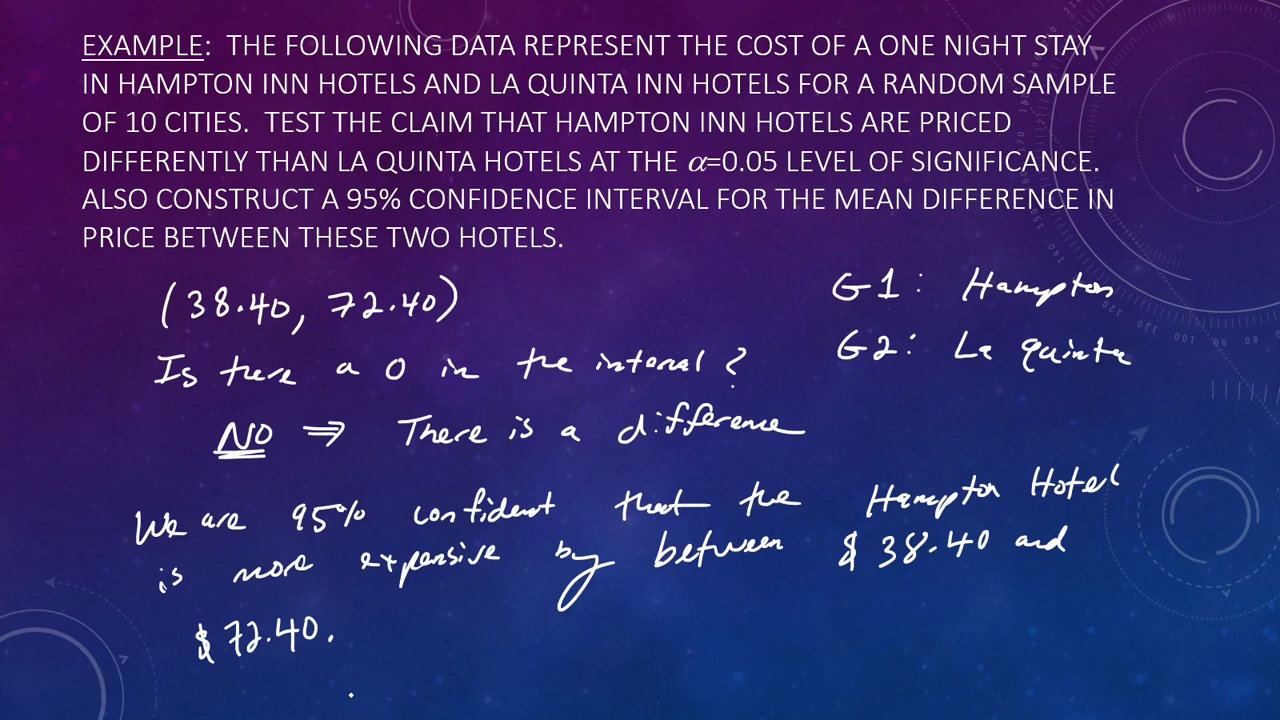 EXAMPLE: THE FOLLOWING DATA REPRESENT THE COST OF A ONE NIGHT STAY
IN HAMPTON INN HOTELS AND LA QUINTA INN HOTELS FOR A RANDOM SAMPLE
OF 10 CITIES. TEST THE CLAIM THAT HAMPTON INN HOTELS ARE PRICED
DIFFERENTLY THAN LA QUINTA HOTELS AT THE α=0.05 LEVEL OF SIGNIFICANCE.
ALSO CONSTRUCT A 95% CONFIDENCE INTERVAL FOR THE MEAN DIFFERENCE IN
PRICE BETWEEN THESE TWO HOTELS.
(38.40, 72.40)
G1: Hampton
G2: La quinta
Is there a 0 in the interval?
NO ⇒ There is a difference
We are 95% confident that the Hampton Hotel
is more expensive by between $38.40 and
$72.40.